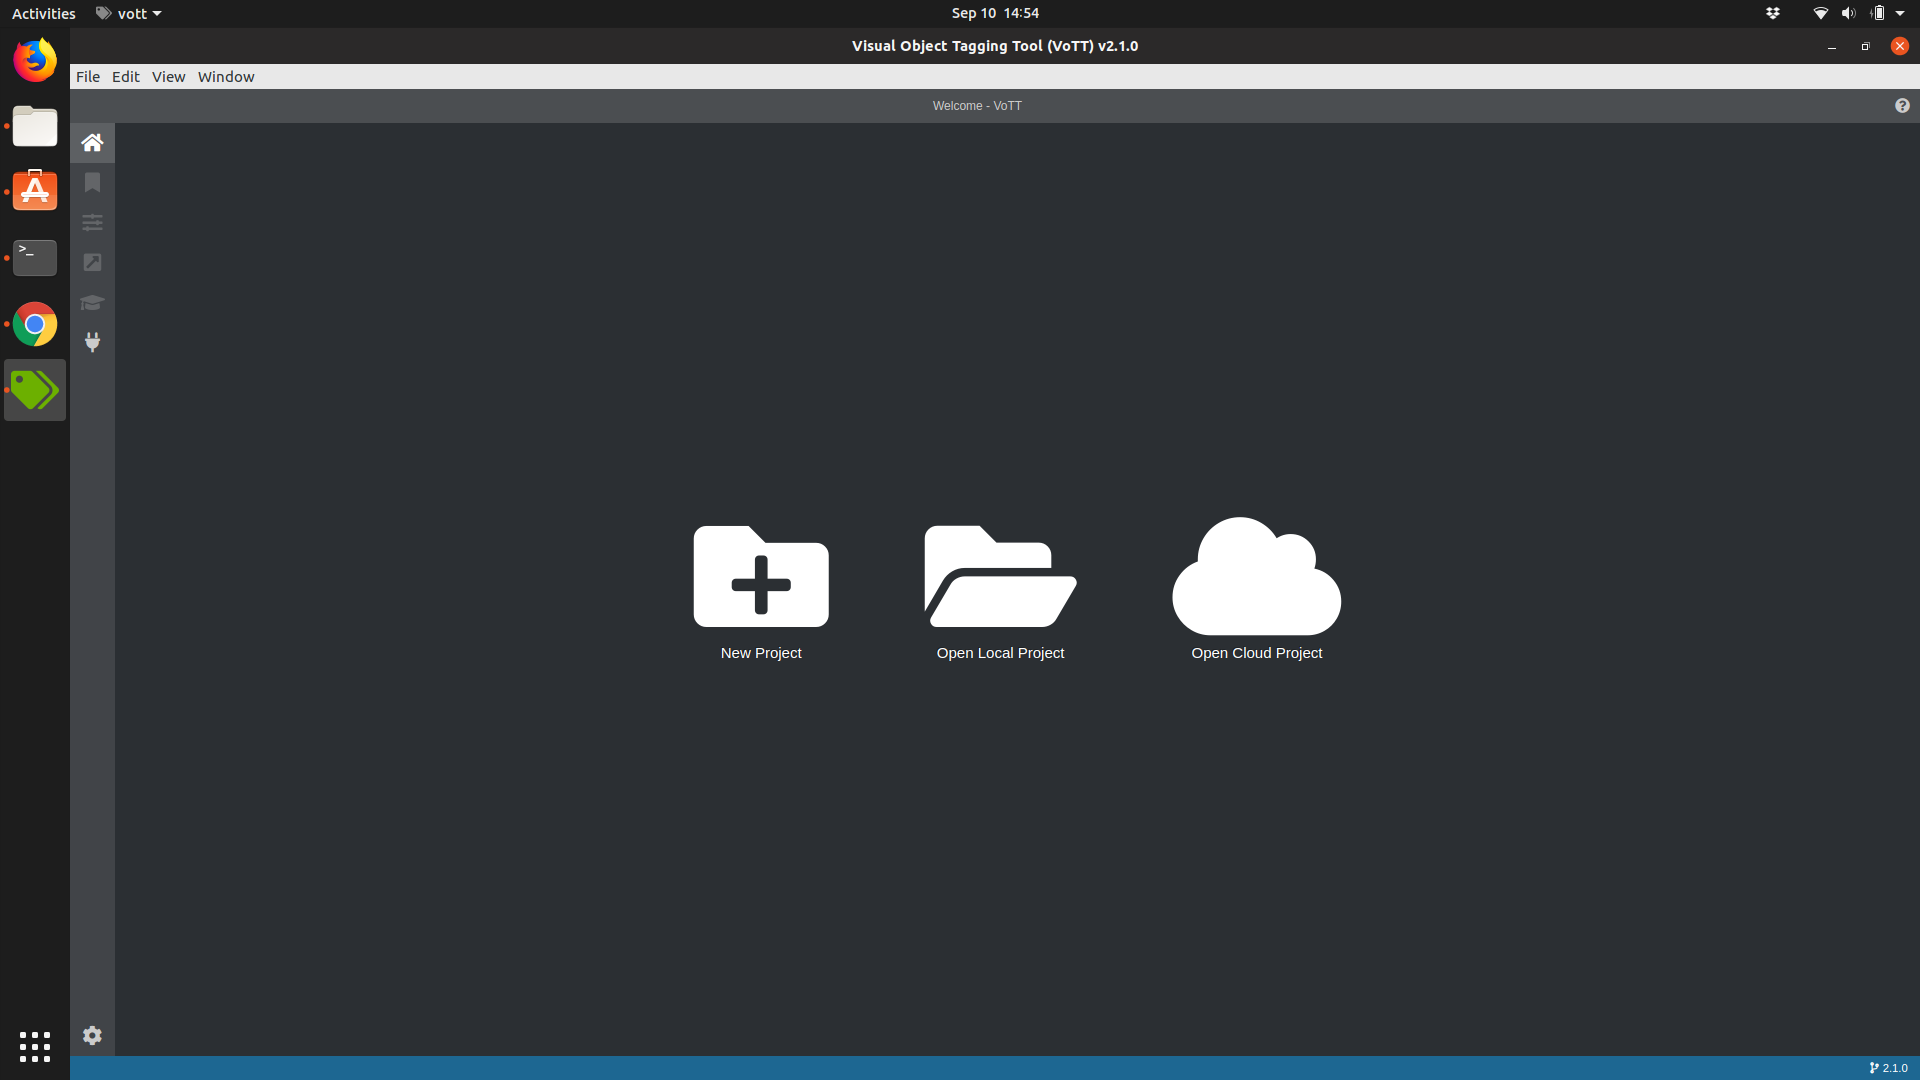 Activities vott Sep 10 14:54
Visual Object Tagging Tool (VoTT) v2.1.0
File Edit View Window
Welcome - VoTT
New Project Open Local Project Open Cloud Project
2.1.0